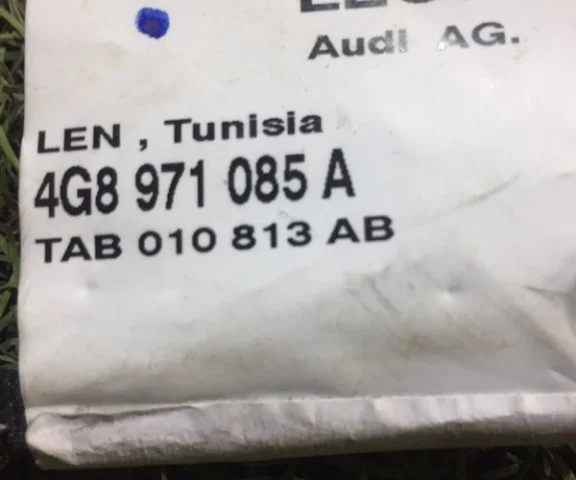 Audi AG.
LEN , Tunisia
4G8 971 085 A
TAB 010 813 AB